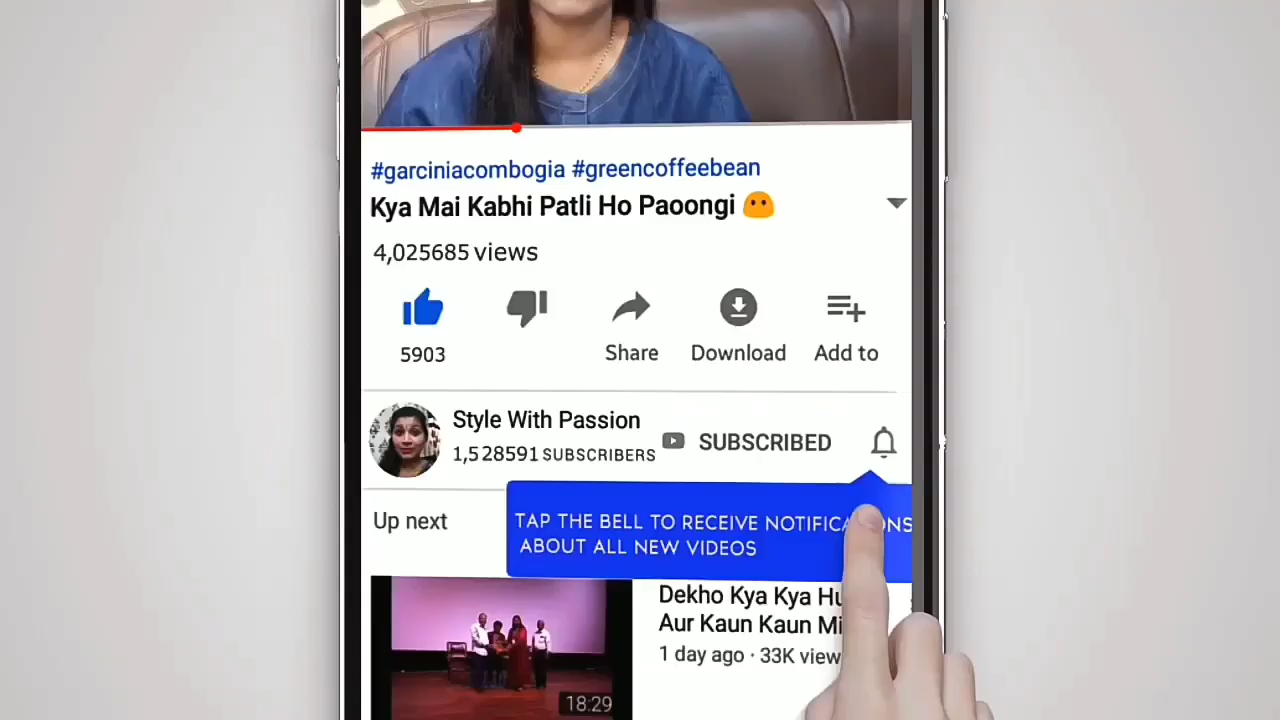 #garciniacombogia #greencoffeebean
Kya Mai Kabhi Patli Ho Paoongi
4,025685 views
5903
Share
Download
Add to
Style With Passion
1,528591 SUBSCRIBERS
SUBSCRIBED
TAP THE BELL TO RECEIVE
ABOUT ALL NEW VIDEOS
Up next
Dekho Kya Kya
Aur Kaun Kaun
1 day ago · 33K
18:29